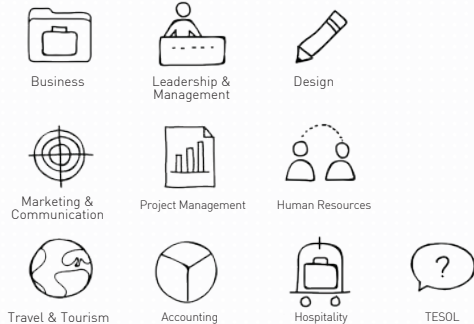 Business
Leadership &
Management
Design
Marketing &
Communication
Project Management
Human Resources
Travel & Tourism
Accounting
Hospitality
?
TESOL